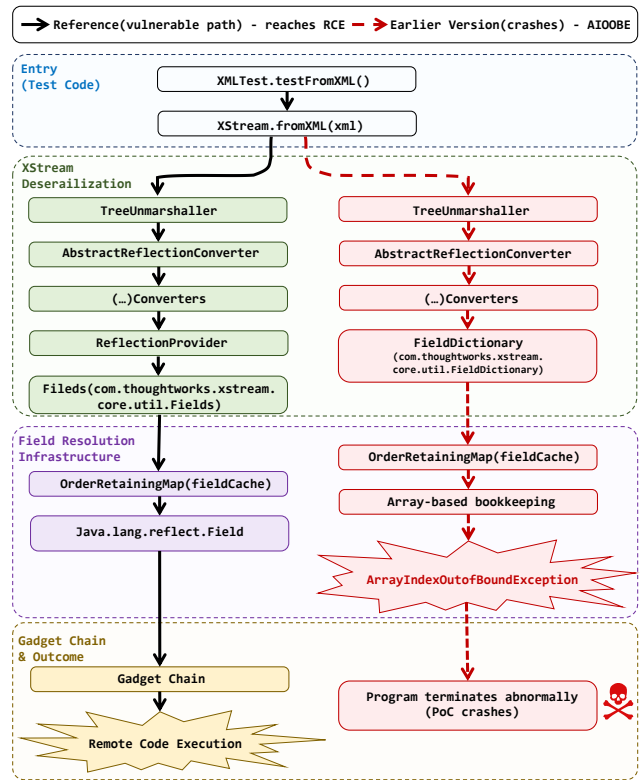 Reference(vulnerable path) - reaches RCE
Earlier Version(crashes) - AIOOBE
Entry
(Test Code)
XMLTest.testFromXML()
XStream.fromXML(xml)
XStream
Deserailization
TreeUnmarshaller
AbstractReflectionConverter
(…)Converters
ReflectionProvider
Fileds(com.thoughtworks.xstream.
core.util.Fields)
TreeUnmarshaller
AbstractReflectionConverter
(…)Converters
FieldDictionary
(com.thoughtworks.xstream.
core.util.FieldDictionary)
Field Resolution
Infrastructure
OrderRetainingMap(fieldCache)
Java.lang.reflect.Field
OrderRetainingMap(fieldCache)
Array-based bookkeeping
ArrayIndexOutofBoundException
Gadget Chain
& Outcome
Gadget Chain
Remote Code Execution
Program terminates abnormally
(PoC crashes)